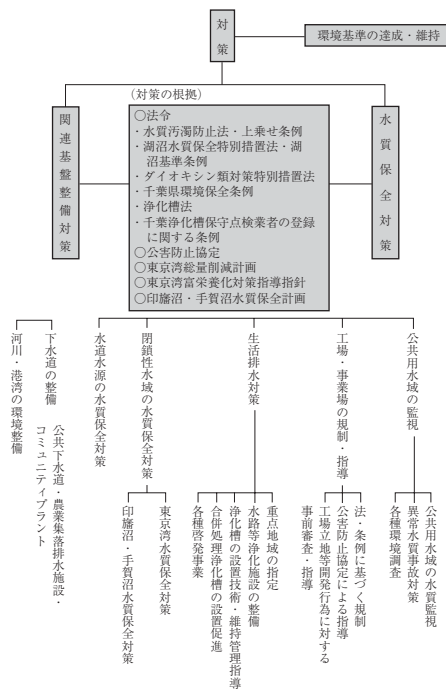 対策
環境基準の達成・維持
(対策の根拠)
関連基盤整備対策
○法令
・水質汚濁防止法・上乗せ条例
・湖沼水質保全特別措置法・湖
沼基準条例
・ダイオキシン類対策特別措置法
・千葉県環境保全条例
・浄化槽法
・千葉浄化槽保守点検業者の登録
に関する条例
○公害防止協定
○東京湾総量削減計画
○東京湾富栄養化対策指導指針
○印旛沼・手賀沼水質保全計画
水質保全対策
公共用水域の監視
公共用水域の水質監視
異常水質事故対策
各種環境調査
工場・事業場の規制・指導
法・条例に基づく規制
公害防止協定による指導
工場立地等開発行為に対する
事前審査・指導
生活排水対策
重点地域の指定
水路等浄化施設の整備
浄化槽の設置技術・維持管理指導
合併処理浄化槽の設置促進
各種啓発事業
閉鎖性水域の水質保全対策
東京湾水質保全対策
印旛沼・手賀沼水質保全対策
水道水源の水質保全対策
下水道の整備
公共下水道・農業集落排水施設・
コミュニティプラント
河川・港湾の環境整備